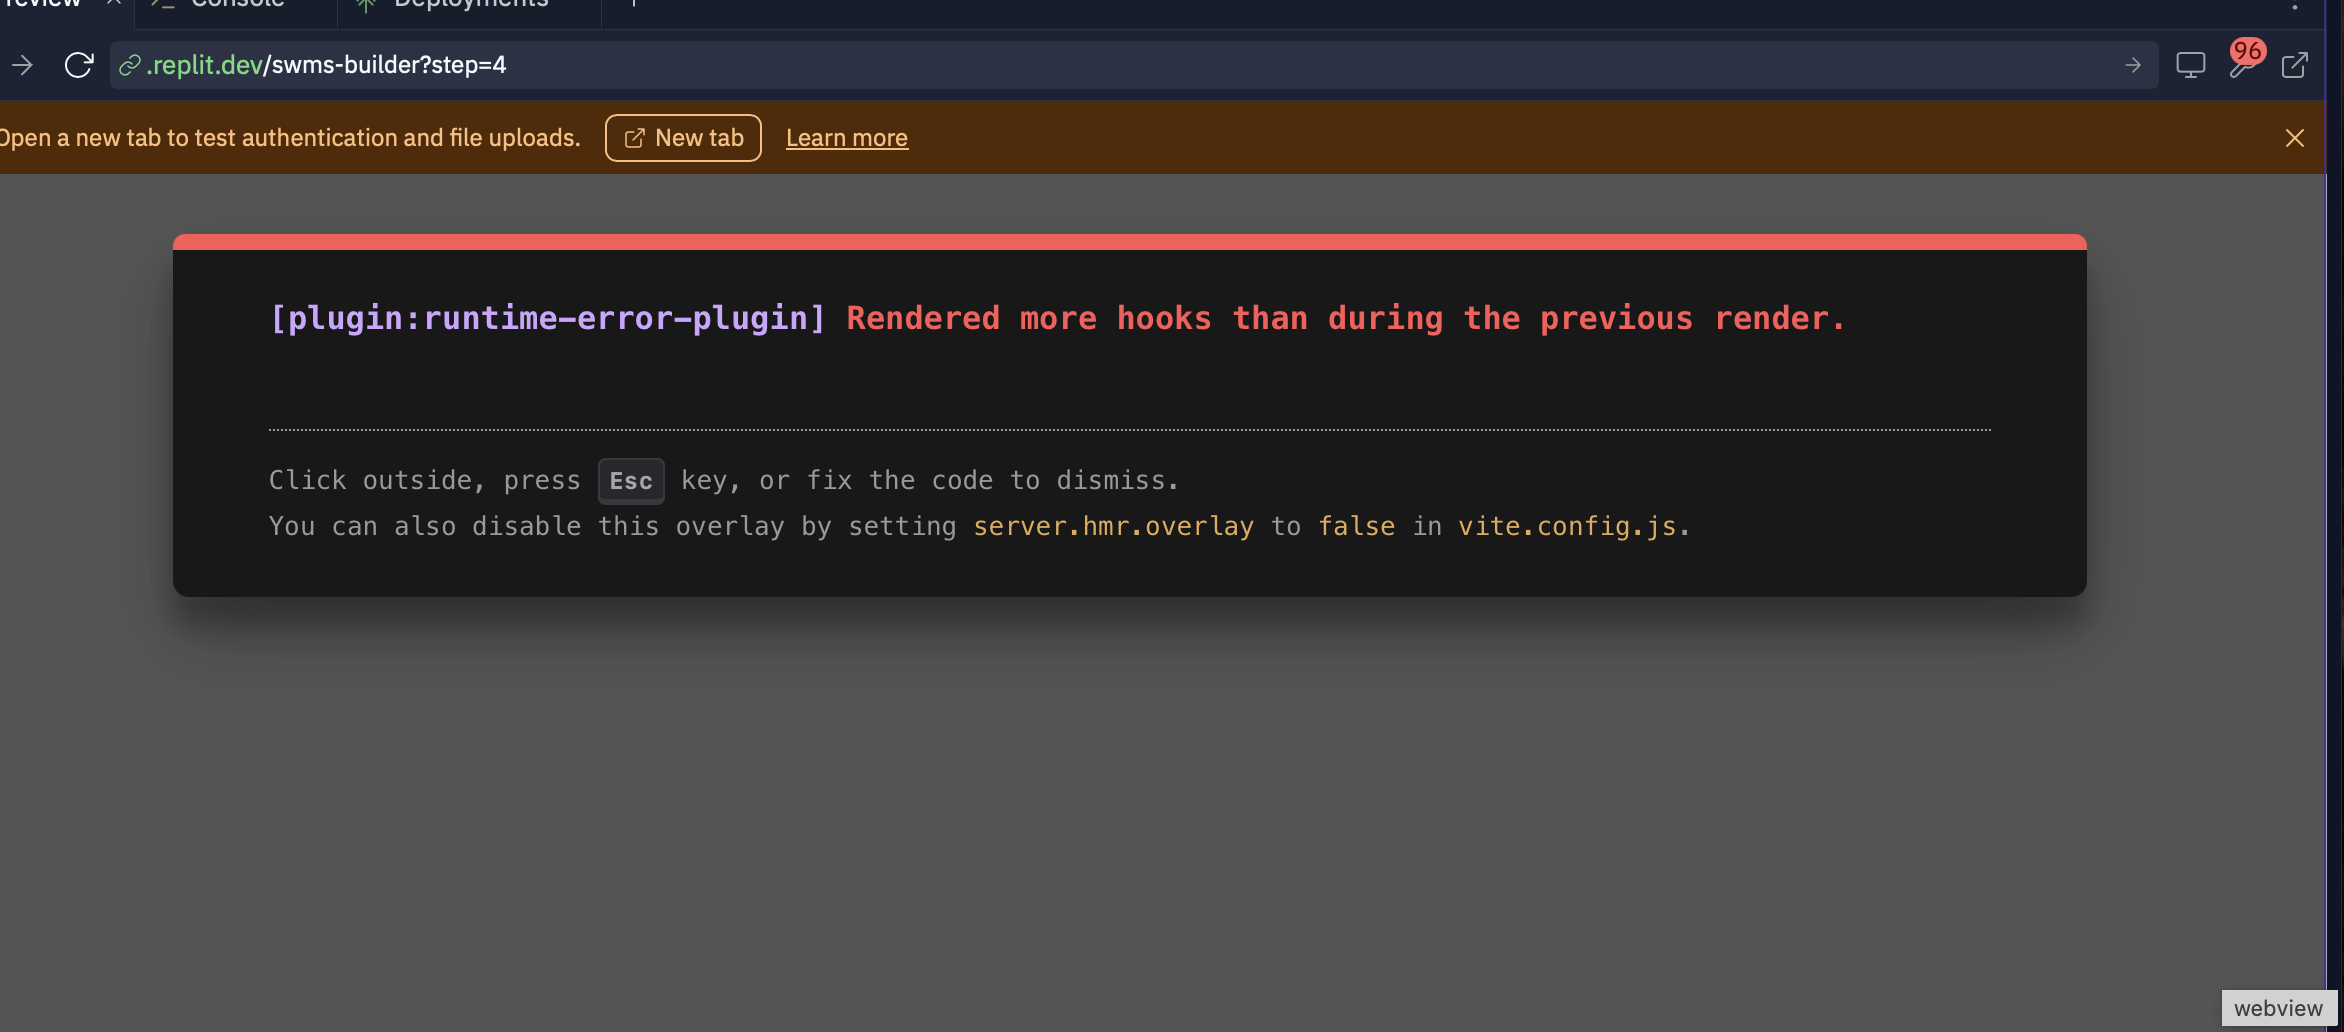 review Console Deployments
.replit.dev/swms-builder?step=4
96
Open a new tab to test authentication and file uploads. New tab Learn more
[plugin:runtime-error-plugin] Rendered more hooks than during the previous render.
Click outside, press Esc key, or fix the code to dismiss.
You can also disable this overlay by setting server.hmr.overlay to false in vite.config.js.
webview